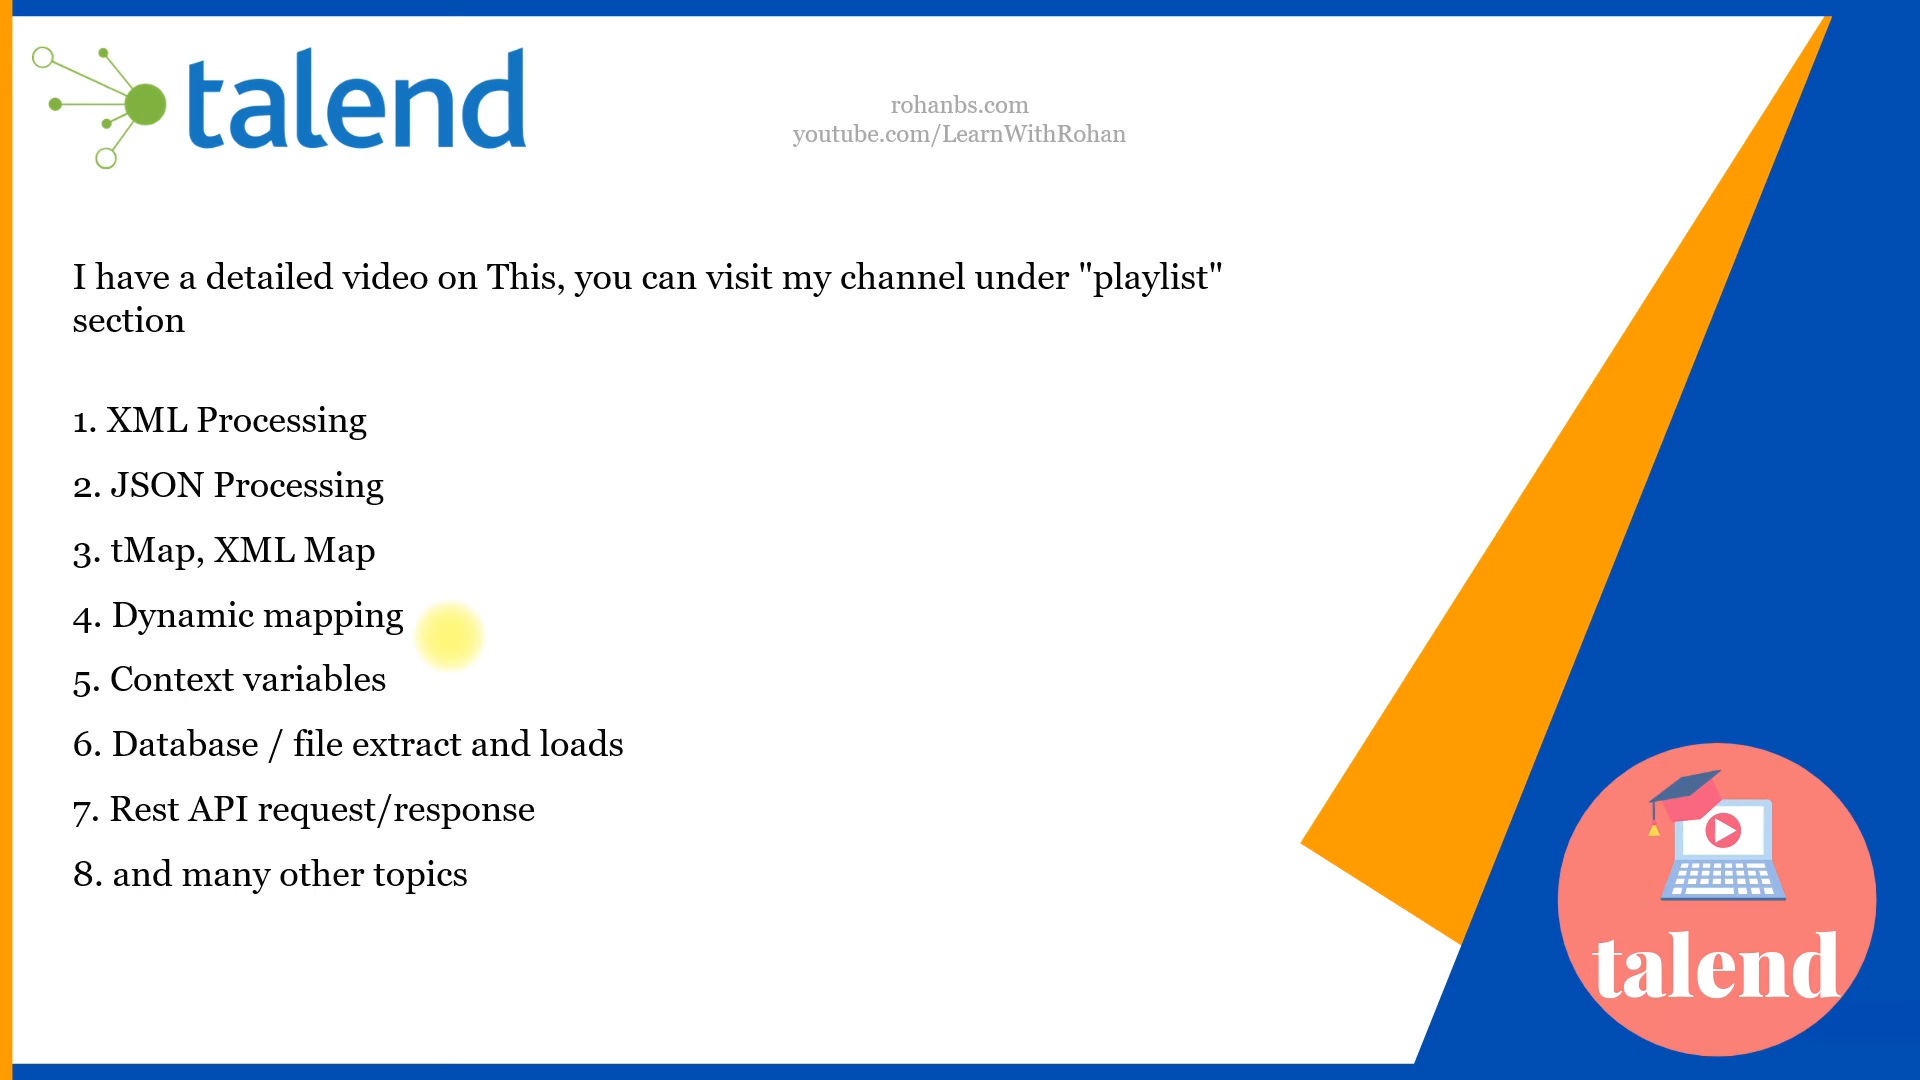 talend
rohanbs.com
youtube.com/LearnWithRohan
I have a detailed video on This, you can visit my channel under "playlist"
section
1. XML Processing
2. JSON Processing
3. tMap, XML Map
4. Dynamic mapping
5. Context variables
6. Database / file extract and loads
7. Rest API request/response
8. and many other topics
talend